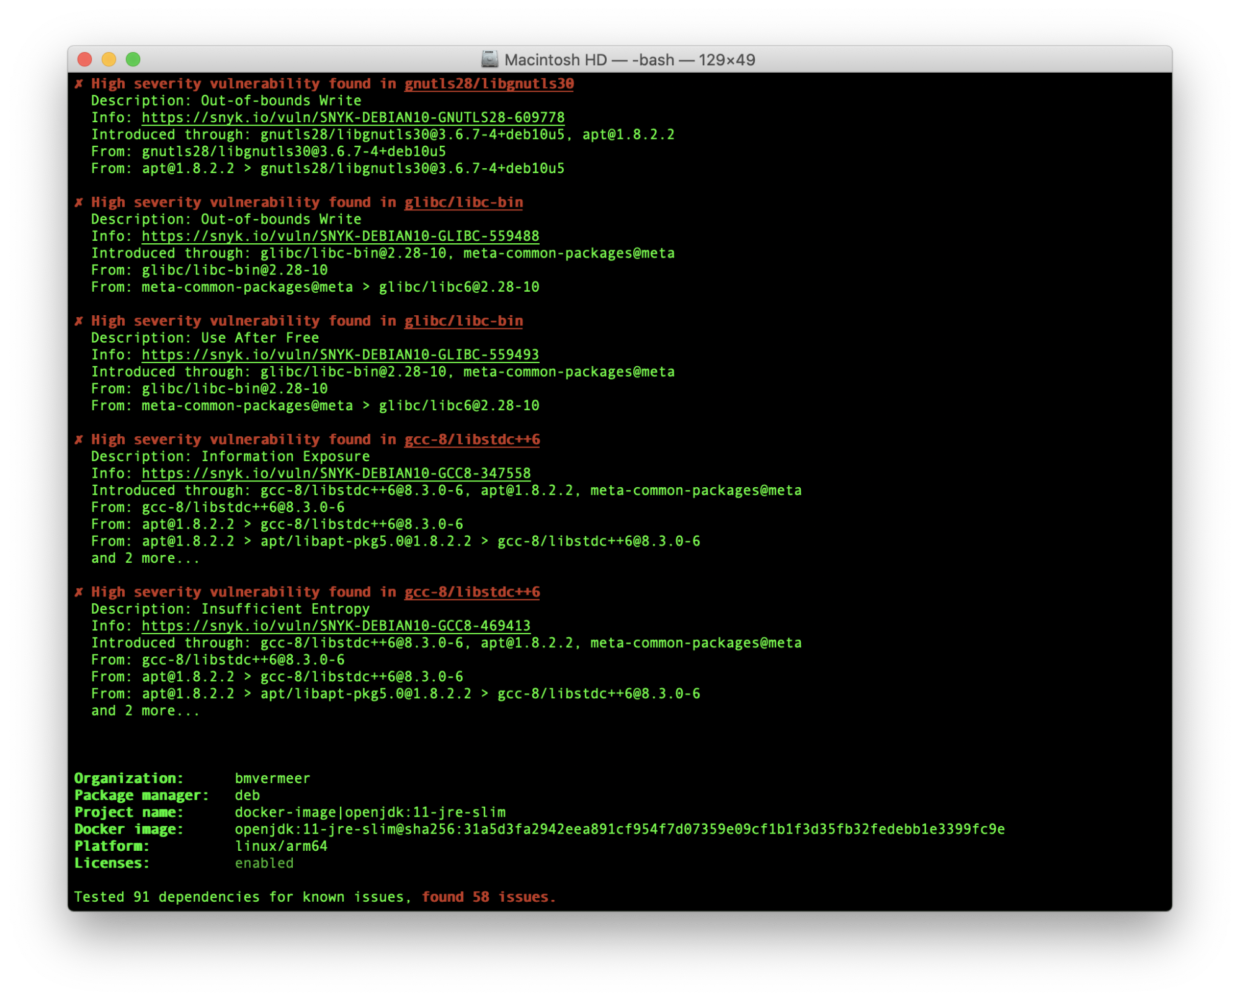 Macintosh HD — -bash — 129×49
✗ High severity vulnerability found in gnutls28/libgnutls30
Description: Out-of-bounds Write
Info: https://snyk.io/vuln/SNYK-DEBIAN10-GNUTLS28-609778
Introduced through: gnutls28/libgnutls30@3.6.7-4+deb10u5, apt@1.8.2.2
From: gnutls28/libgnutls30@3.6.7-4+deb10u5
From: apt@1.8.2.2 > gnutls28/libgnutls30@3.6.7-4+deb10u5
✗ High severity vulnerability found in glibc/libc-bin
Description: Out-of-bounds Write
Info: https://snyk.io/vuln/SNYK-DEBIAN10-GLIBC-559488
Introduced through: glibc/libc-bin@2.28-10, meta-common-packages@meta
From: glibc/libc-bin@2.28-10
From: meta-common-packages@meta > glibc/libc6@2.28-10
✗ High severity vulnerability found in glibc/libc-bin
Description: Use After Free
Info: https://snyk.io/vuln/SNYK-DEBIAN10-GLIBC-559493
Introduced through: glibc/libc-bin@2.28-10, meta-common-packages@meta
From: glibc/libc-bin@2.28-10
From: meta-common-packages@meta > glibc/libc6@2.28-10
✗ High severity vulnerability found in gcc-8/libstdc++6
Description: Information Exposure
Info: https://snyk.io/vuln/SNYK-DEBIAN10-GCC8-347558
Introduced through: gcc-8/libstdc++6@8.3.0-6, apt@1.8.2.2, meta-common-packages@meta
From: gcc-8/libstdc++6@8.3.0-6
From: apt@1.8.2.2 > gcc-8/libstdc++6@8.3.0-6
From: apt@1.8.2.2 > apt/libapt-pkg5.0@1.8.2.2 > gcc-8/libstdc++6@8.3.0-6
and 2 more...
✗ High severity vulnerability found in gcc-8/libstdc++6
Description: Insufficient Entropy
Info: https://snyk.io/vuln/SNYK-DEBIAN10-GCC8-469413
Introduced through: gcc-8/libstdc++6@8.3.0-6, apt@1.8.2.2, meta-common-packages@meta
From: gcc-8/libstdc++6@8.3.0-6
From: apt@1.8.2.2 > gcc-8/libstdc++6@8.3.0-6
From: apt@1.8.2.2 > apt/libapt-pkg5.0@1.8.2.2 > gcc-8/libstdc++6@8.3.0-6
and 2 more...
Organization: bmvermeer
Package manager: deb
Project name: docker-image|openjdk:11-jre-slim
Docker image: openjdk:11-jre-slim@sha256:31a5d3fa2942eea891cf954f7d07359e09cf1b1f3d35fb32fedebb1e3399fc9e
Platform: linux/arm64
Licenses: enabled
Tested 91 dependencies for known issues, found 58 issues.